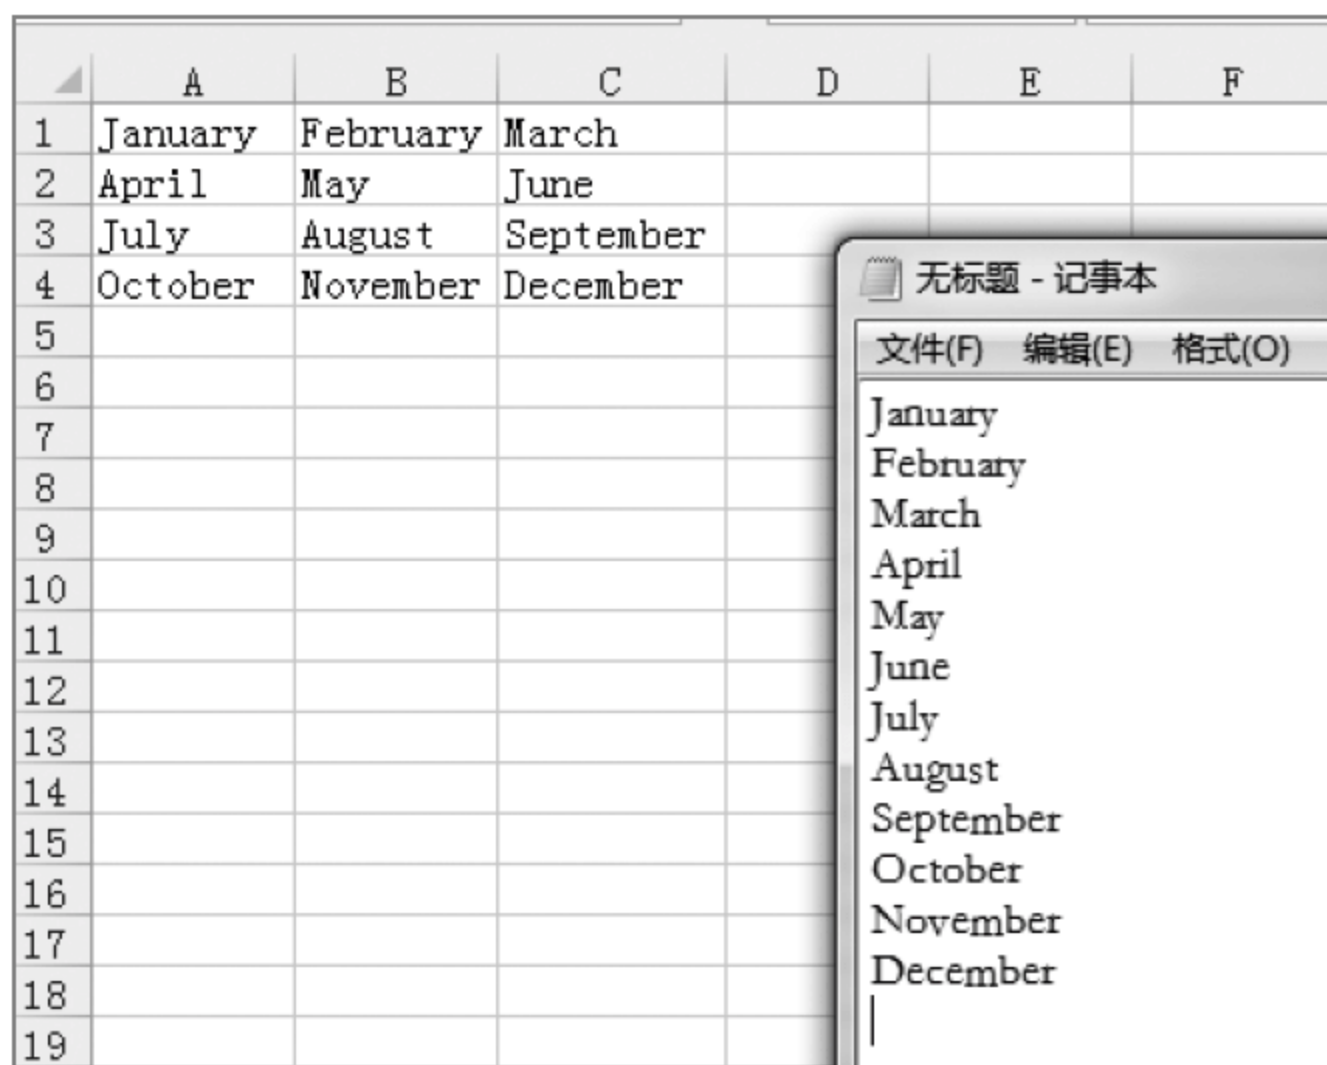 A B C D E F
1 January February March
2 April May June
3 July August September
4 October November December
5
6
7
8
9
10
11
12
13
14
15
16
17
18
19
无标题 - 记事本
文件(F) 编辑(E) 格式(O)
January
February
March
April
May
June
July
August
September
October
November
December